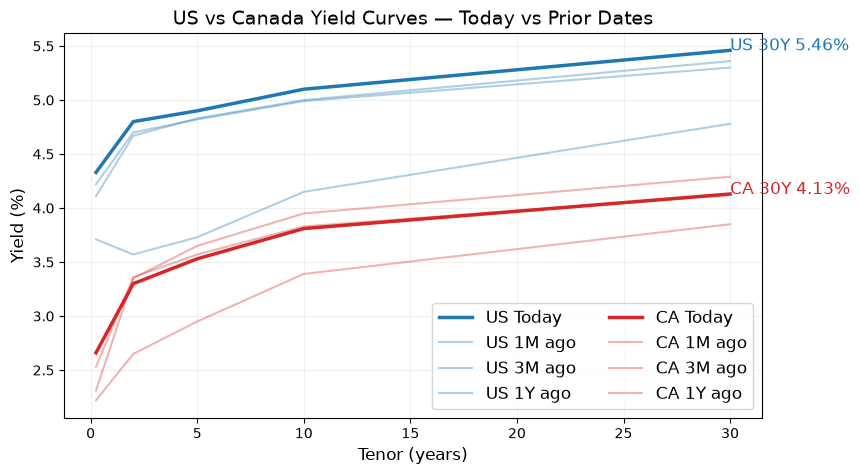 US vs Canada Yield Curves — Today vs Prior Dates
Yield (%)
5.5
5.0
4.5
4.0
3.5
3.0
2.5
US 30Y 5.46%
CA 30Y 4.13%
US Today
US 1M ago
US 3M ago
US 1Y ago
CA Today
CA 1M ago
CA 3M ago
CA 1Y ago
0 5 10 15 20 25 30
Tenor (years)